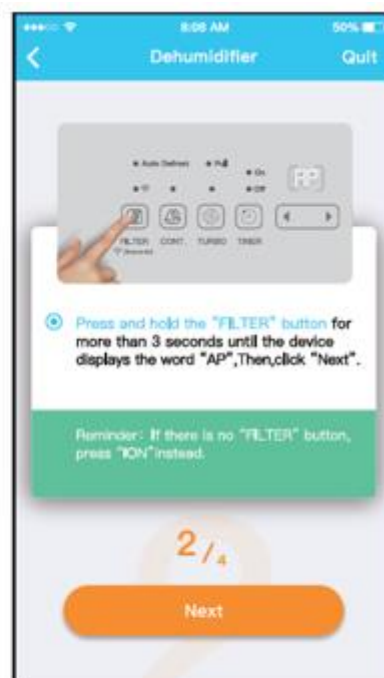 8:08 AM
50%
Dehumidifier
Quit
Auto Defrost
Full
On
Off
FILTER
CONT.
TURBO
TIMER
Press and hold the "FILTER" button for
more than 3 seconds until the device
displays the word "AP",Then,click "Next".
Reminder: If there is no "FILTER" button,
press "ION"instead.
2/4
Next